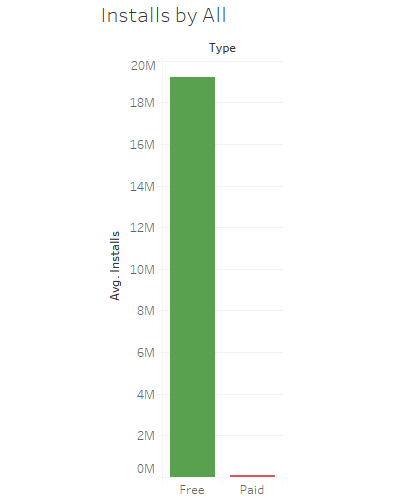 Installs by All
Type
20M
18M
16M
14M
12M
10M
8M
6M
4M
2M
0M
Avg. Installs
Free
Paid